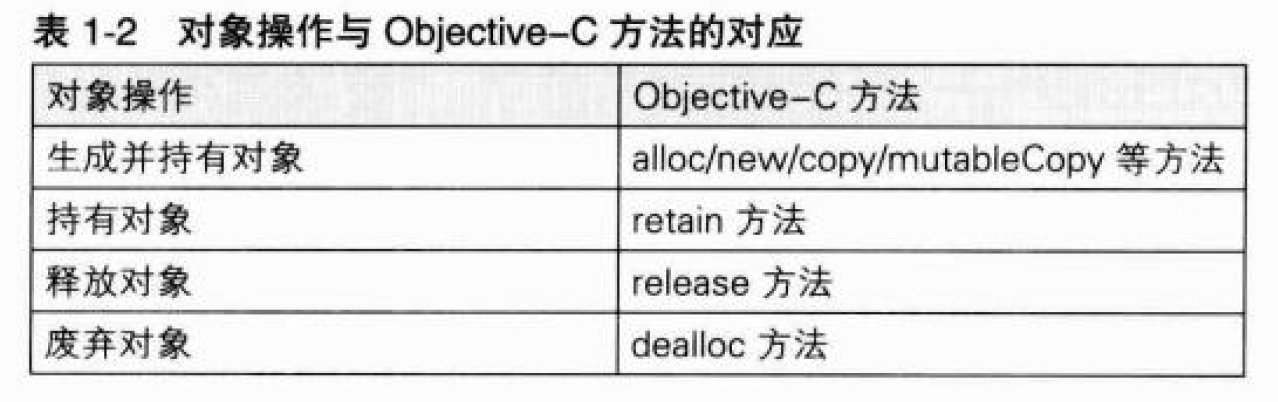 表 1-2 对象操作与 Objective-C 方法的对应
对象操作 Objective-C 方法
生成并持有对象 alloc/new/copy/mutableCopy 等方法
持有对象 retain 方法
释放对象 release 方法
废弃对象 dealloc 方法